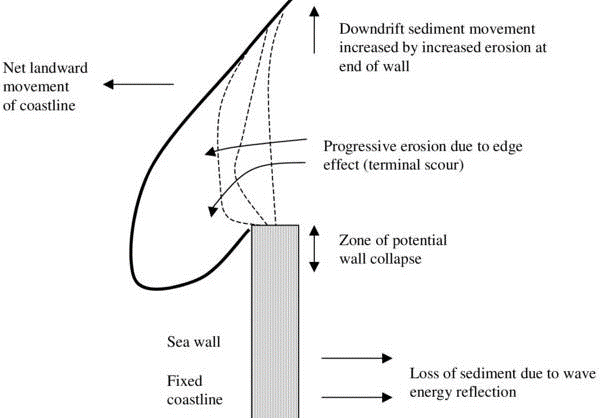 Downdrift sediment movement
increased by increased erosion at
end of wall
Net landward
movement
of coastline
Progressive erosion due to edge
effect (terminal scour)
Zone of potential
wall collapse
Sea wall
Fixed
coastline
Loss of sediment due to wave
energy reflection